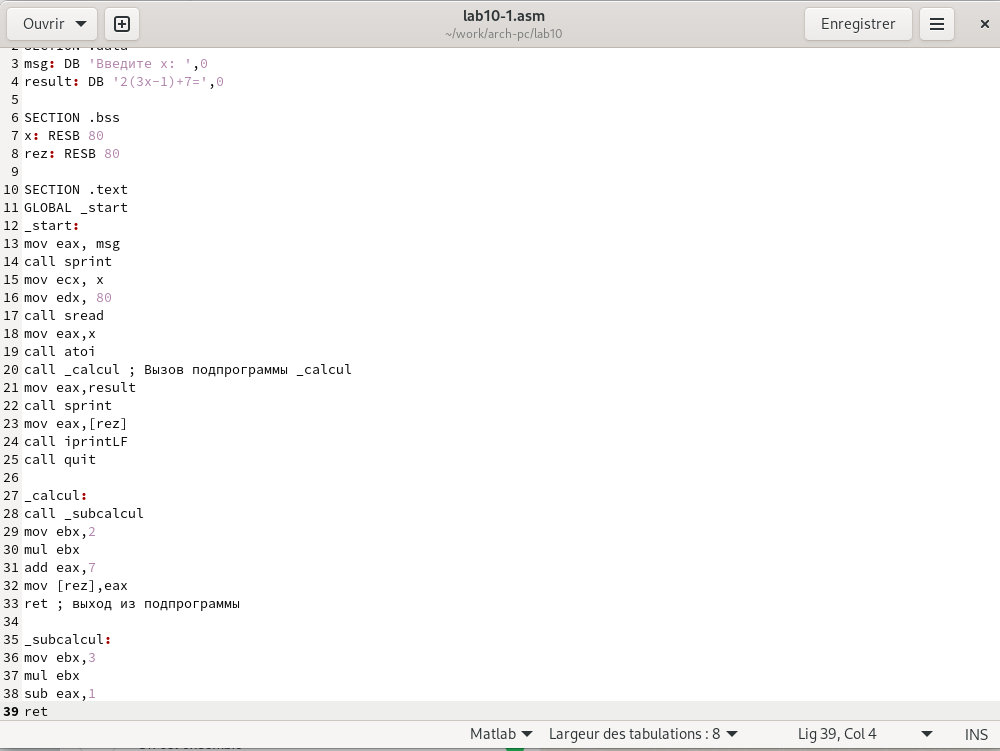 Ouvrir
lab10-1.asm
~/work/arch-pc/lab10
Enregistrer
2 SECTION .data
3 msg: DB 'Введите x: ',0
4 result: DB '2(3x-1)+7=',0
5
6 SECTION .bss
7 x: RESB 80
8 rez: RESB 80
9
10 SECTION .text
11 GLOBAL _start
12 _start:
13 mov eax, msg
14 call sprint
15 mov ecx, x
16 mov edx, 80
17 call sread
18 mov eax,x
19 call atoi
20 call _calcul ; Вызов подпрограммы _calcul
21 mov eax,result
22 call sprint
23 mov eax,[rez]
24 call iprintLF
25 call quit
26
27 _calcul:
28 call _subcalcul
29 mov ebx,2
30 mul ebx
31 add eax,7
32 mov [rez],eax
33 ret ; выход из подпрограммы
34
35 _subcalcul:
36 mov ebx,3
37 mul ebx
38 sub eax,1
39 ret
Matlab
Largeur des tabulations : 8
Lig 39, Col 4
INS